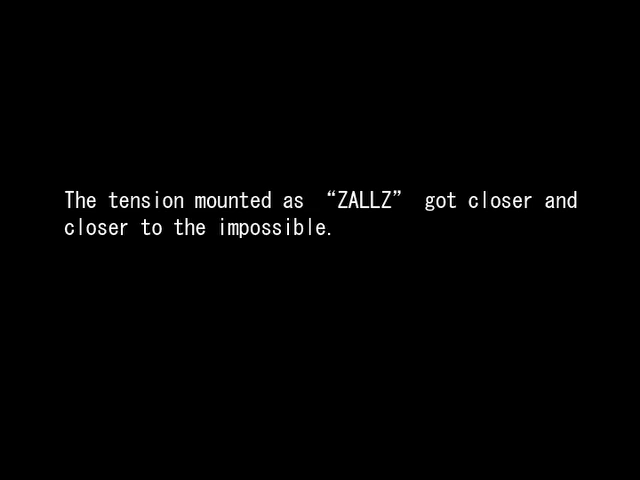 The tension mounted as “ZALLZ” got closer and
closer to the impossible.